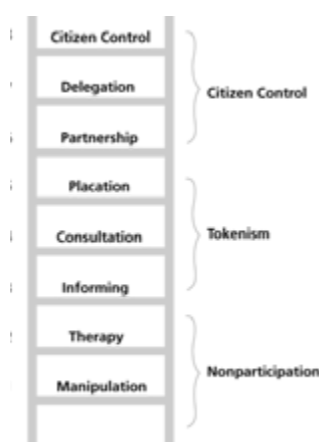 Citizen Control
Delegation
Citizen Control
Partnership
Placation
Consultation
Tokenism
Informing
Therapy
Nonparticipation
Manipulation